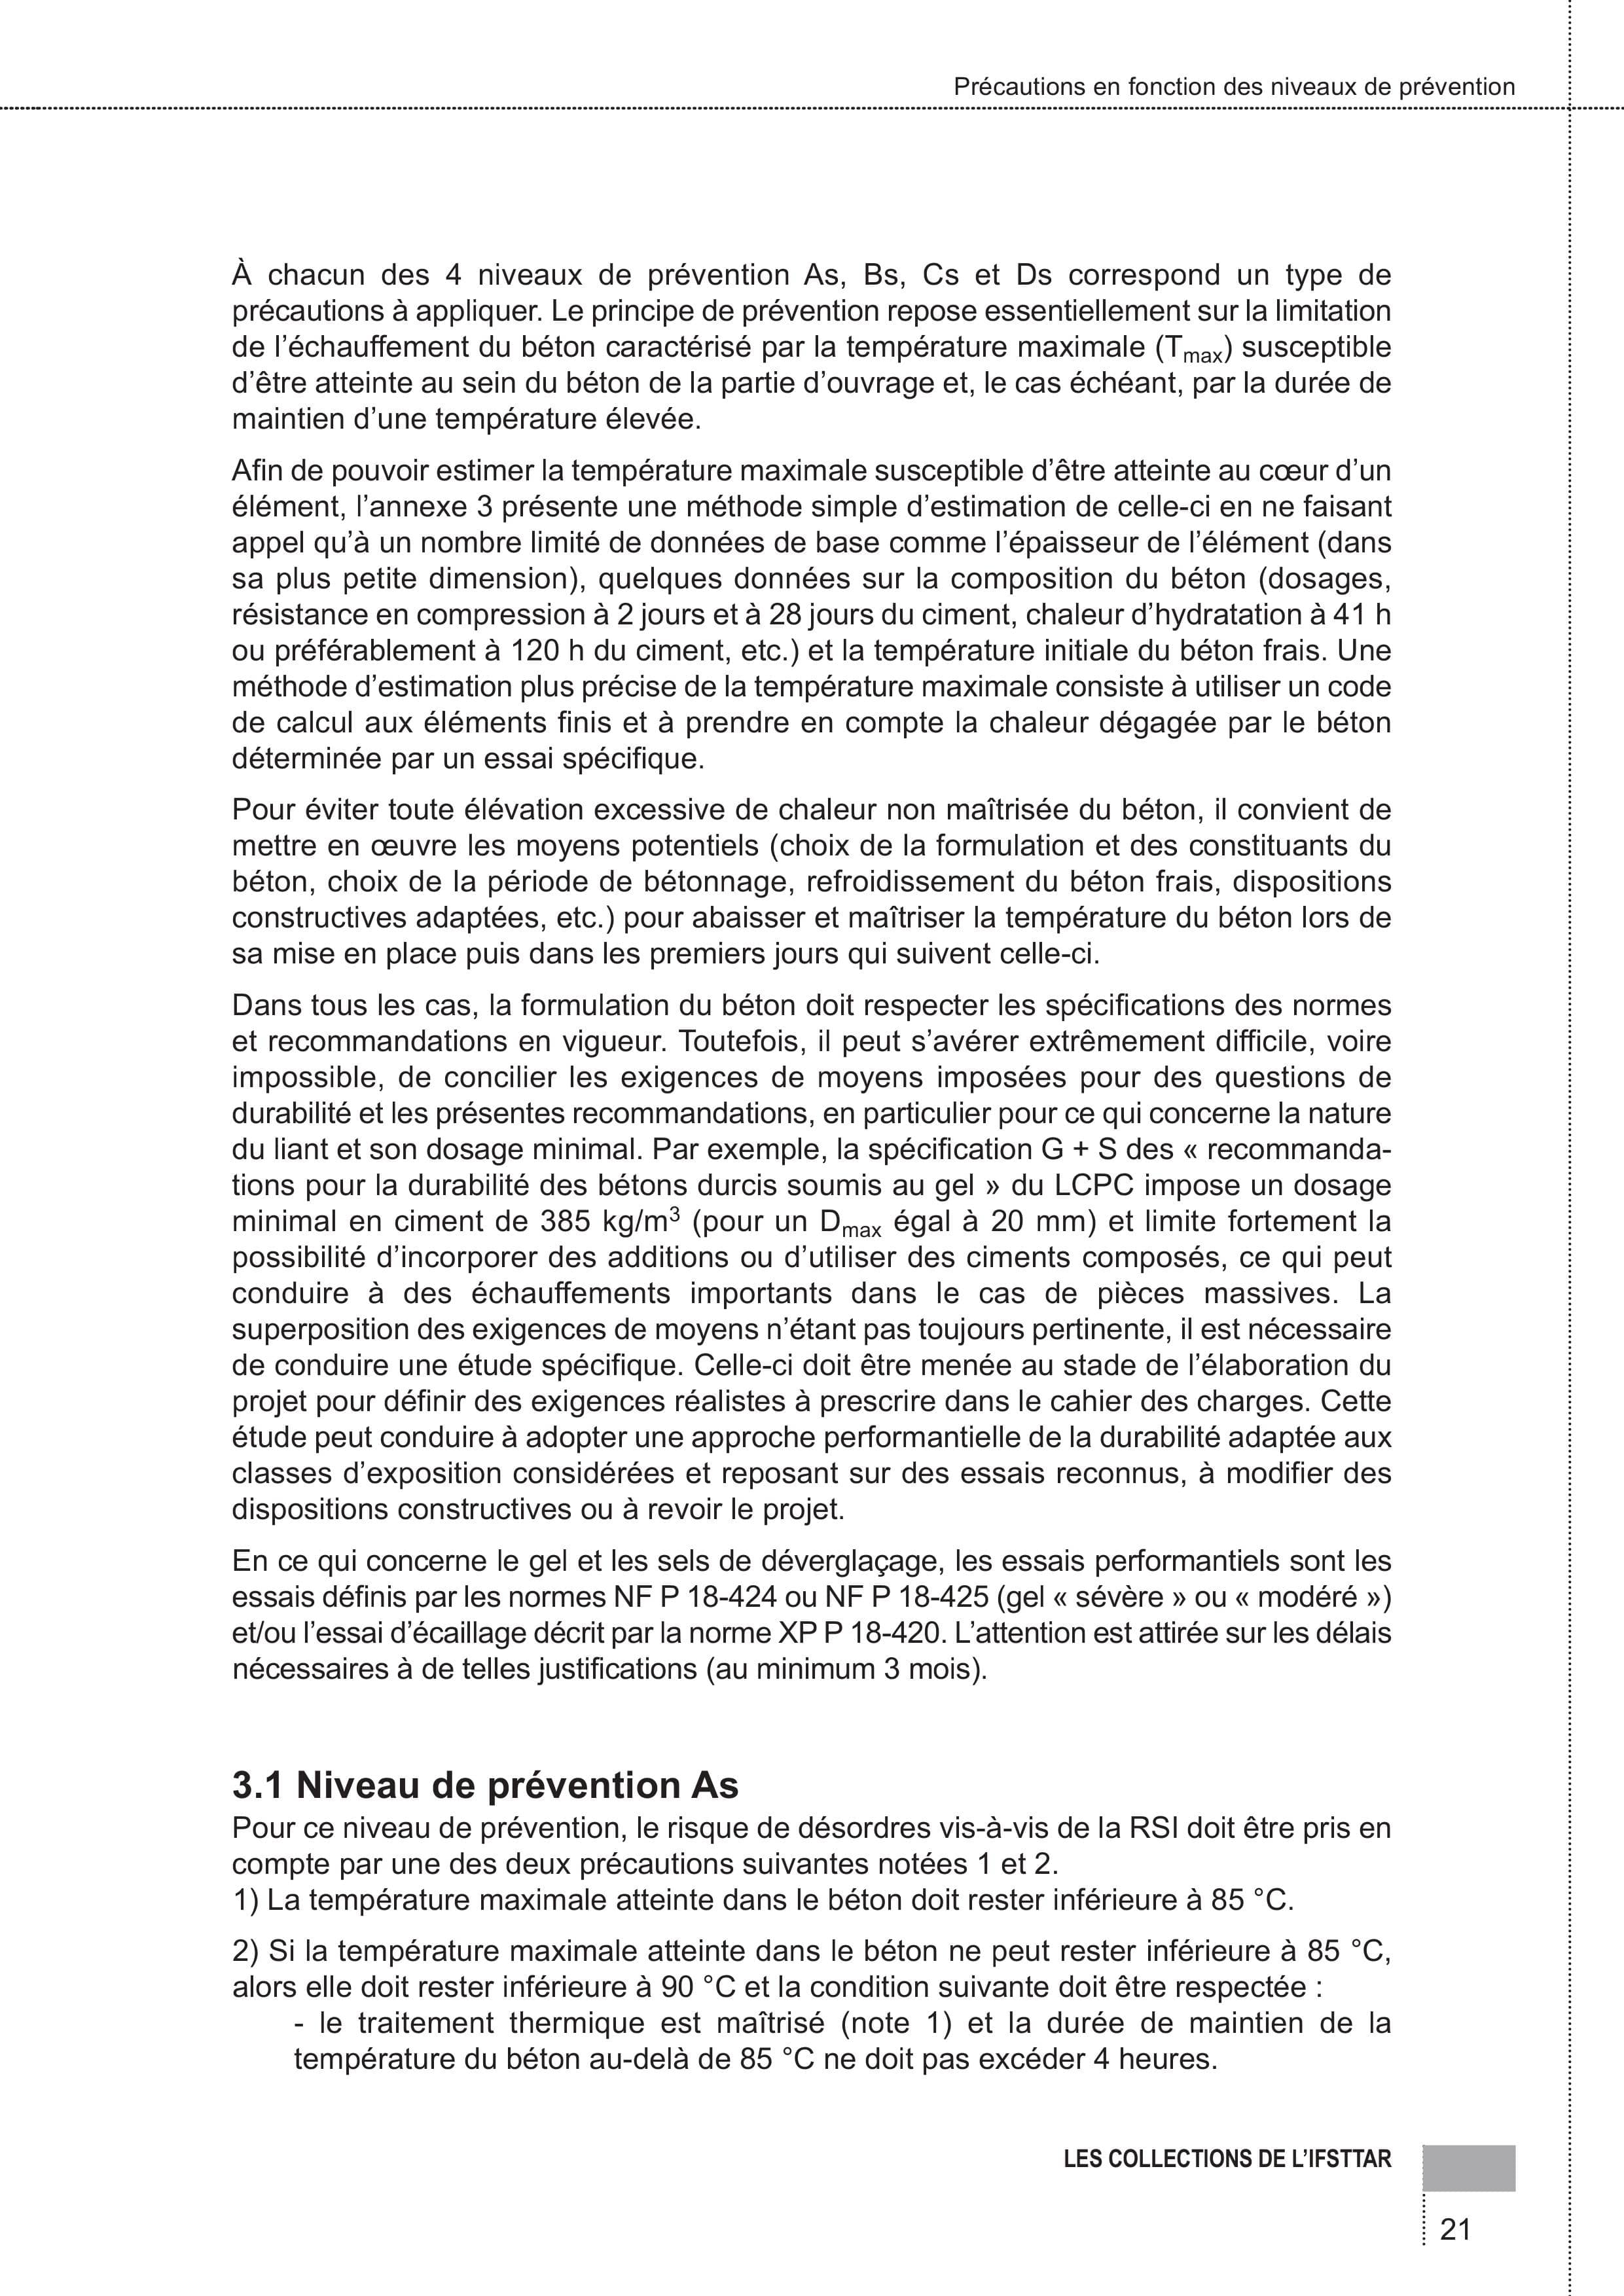 Précautions en fonction des niveaux de prévention
À chacun des 4 niveaux de prévention As, Bs, Cs et Ds correspond un type de
précautions à appliquer. Le principe de prévention repose essentiellement sur la limitation
de l’échauffement du béton caractérisé par la température maximale (Tmax) susceptible
d’être atteinte au sein du béton de la partie d’ouvrage et, le cas échéant, par la durée de
maintien d’une température élevée.
Afin de pouvoir estimer la température maximale susceptible d’être atteinte au cœur d’un
élément, l’annexe 3 présente une méthode simple d’estimation de celle-ci en ne faisant
appel qu’à un nombre limité de données de base comme l’épaisseur de l’élément (dans
sa plus petite dimension), quelques données sur la composition du béton (dosages,
résistance en compression à 2 jours et à 28 jours du ciment, chaleur d’hydratation à 41 h
ou préférablement à 120 h du ciment, etc.) et la température initiale du béton frais. Une
méthode d’estimation plus précise de la température maximale consiste à utiliser un code
de calcul aux éléments finis et à prendre en compte la chaleur dégagée par le béton
déterminée par un essai spécifique.
Pour éviter toute élévation excessive de chaleur non maîtrisée du béton, il convient de
mettre en œuvre les moyens potentiels (choix de la formulation et des constituants du
béton, choix de la période de bétonnage, refroidissement du béton frais, dispositions
constructives adaptées, etc.) pour abaisser et maîtriser la température du béton lors de
sa mise en place puis dans les premiers jours qui suivent celle-ci.
Dans tous les cas, la formulation du béton doit respecter les spécifications des normes
et recommandations en vigueur. Toutefois, il peut s’avérer extrêmement difficile, voire
impossible, de concilier les exigences de moyens imposées pour des questions de
durabilité et les présentes recommandations, en particulier pour ce qui concerne la nature
du liant et son dosage minimal. Par exemple, la spécification G + S des « recommanda-
tions pour la durabilité des bétons durcis soumis au gel » du LCPC impose un dosage
minimal en ciment de 385 kg/m³ (pour un Dmax égal à 20 mm) et limite fortement la
possibilité d’incorporer des additions ou d’utiliser des ciments composés, ce qui peut
conduire à des échauffements importants dans le cas de pièces massives. La
superposition des exigences de moyens n’étant pas toujours pertinente, il est nécessaire
de conduire une étude spécifique. Celle-ci doit être menée au stade de l’élaboration du
projet pour définir des exigences réalistes à prescrire dans le cahier des charges. Cette
étude peut conduire à adopter une approche performantielle de la durabilité adaptée aux
classes d’exposition considérées et reposant sur des essais reconnus, à modifier des
dispositions constructives ou à revoir le projet.
En ce qui concerne le gel et les sels de déverglaçage, les essais performantiels sont les
essais définis par les normes NF P 18-424 ou NF P 18-425 (gel « sévère » ou « modéré »)
et/ou l’essai d’écaillage décrit par la norme XP P 18-420. L’attention est attirée sur les délais
nécessaires à de telles justifications (au minimum 3 mois).
3.1 Niveau de prévention As
Pour ce niveau de prévention, le risque de désordres vis-à-vis de la RSI doit être pris en
compte par une des deux précautions suivantes notées 1 et 2.
1) La température maximale atteinte dans le béton doit rester inférieure à 85 °C.
2) Si la température maximale atteinte dans le béton ne peut rester inférieure à 85 °C,
alors elle doit rester inférieure à 90 °C et la condition suivante doit être respectée :
- le traitement thermique est maîtrisé (note 1) et la durée de maintien de la
température du béton au-delà de 85 °C ne doit pas excéder 4 heures.
LES COLLECTIONS DE L’IFSTTAR
21